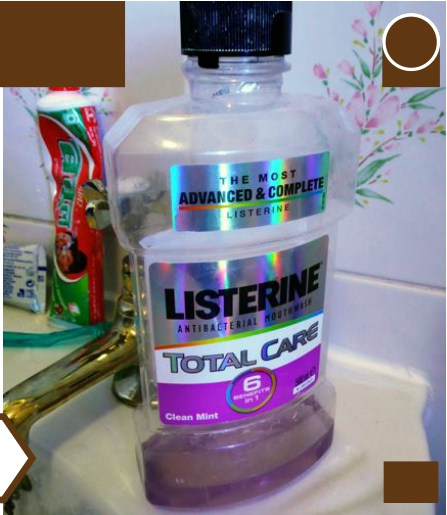 THE MOST
ADVANCED & COMPLETE
LISTERINE
LISTERINE
ANTIBACTERIAL MOUTHWASH
TOTAL CARE
6
BENEFITS
in 1
Clean Mint